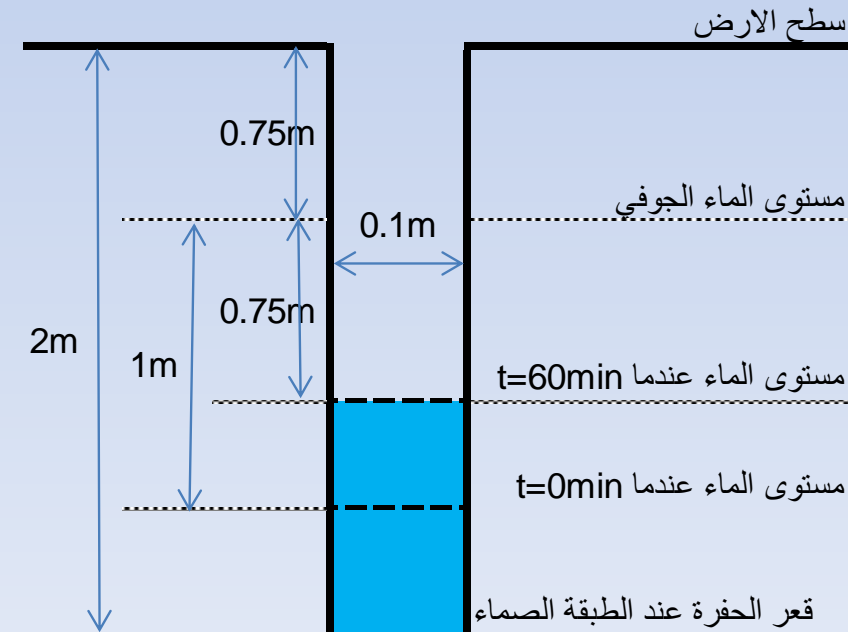 سطح الارض
0.75m
مستوى الماء الجوفي
0.1m
0.75m
2m
1m
مستوى الماء عندما t=60min
مستوى الماء عندما t=0min
قعر الحفرة عند الطبقة الصماء